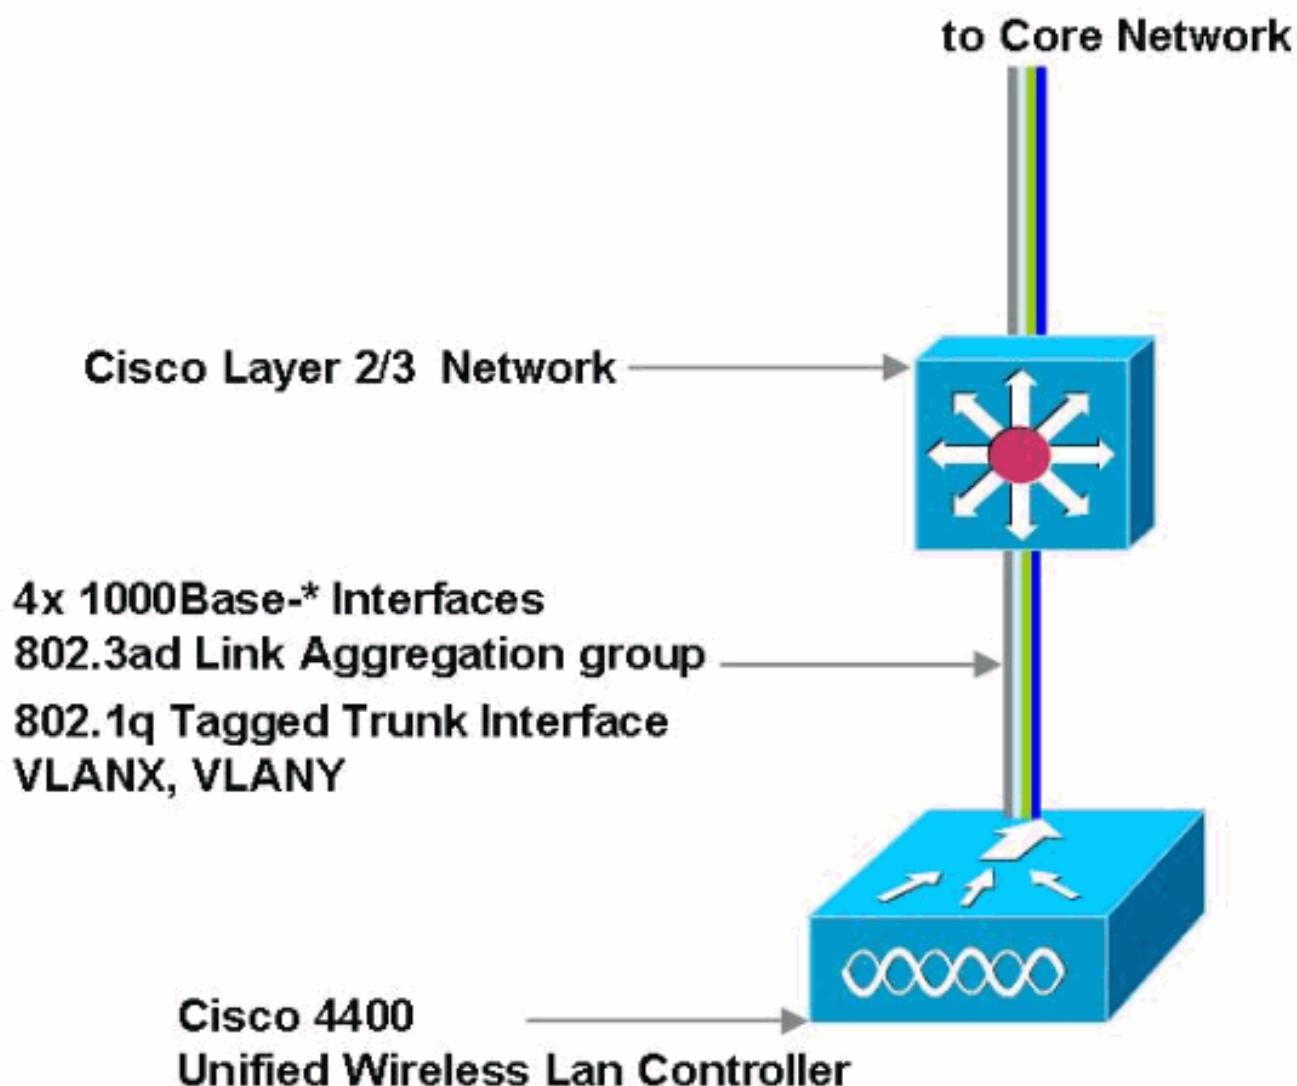 to Core Network
Cisco Layer 2/3 Network
4x 1000Base-* Interfaces
802.3ad Link Aggregation group
802.1q Tagged Trunk Interface
VLANX, VLANY
Cisco 4400
Unified Wireless Lan Controller